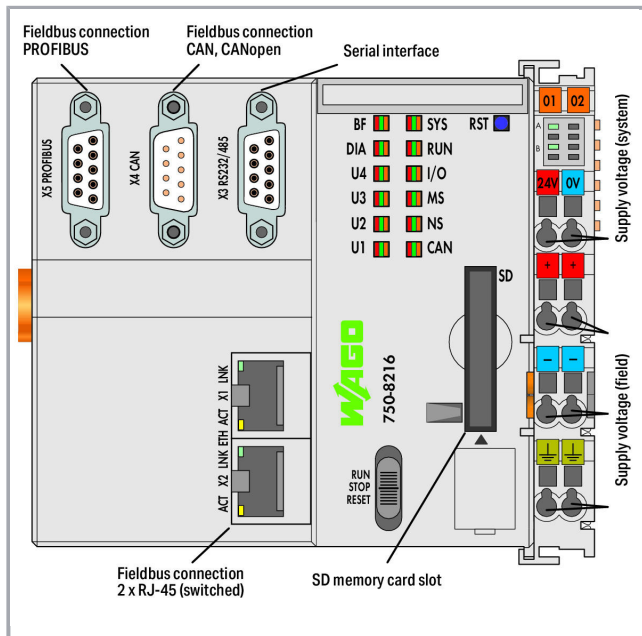 Fieldbus connection
PROFIBUS
Fieldbus connection
CAN, CANopen
Serial interface
X5 PROFIBUS
X4 CAN
X3 RS232/485
BF
SYS
RST
DIA
RUN
U4
I/O
U3
MS
U2
NS
U1
CAN
SD
01 02
A
B
24V 0V
+ +
− −
Supply voltage (system)
Supply voltage (field)
WAGO
750-8216
ACT X1 LNK
ETH
ACT X2 LNK
RUN
STOP
RESET
Fieldbus connection
2 x RJ-45 (switched)
SD memory card slot